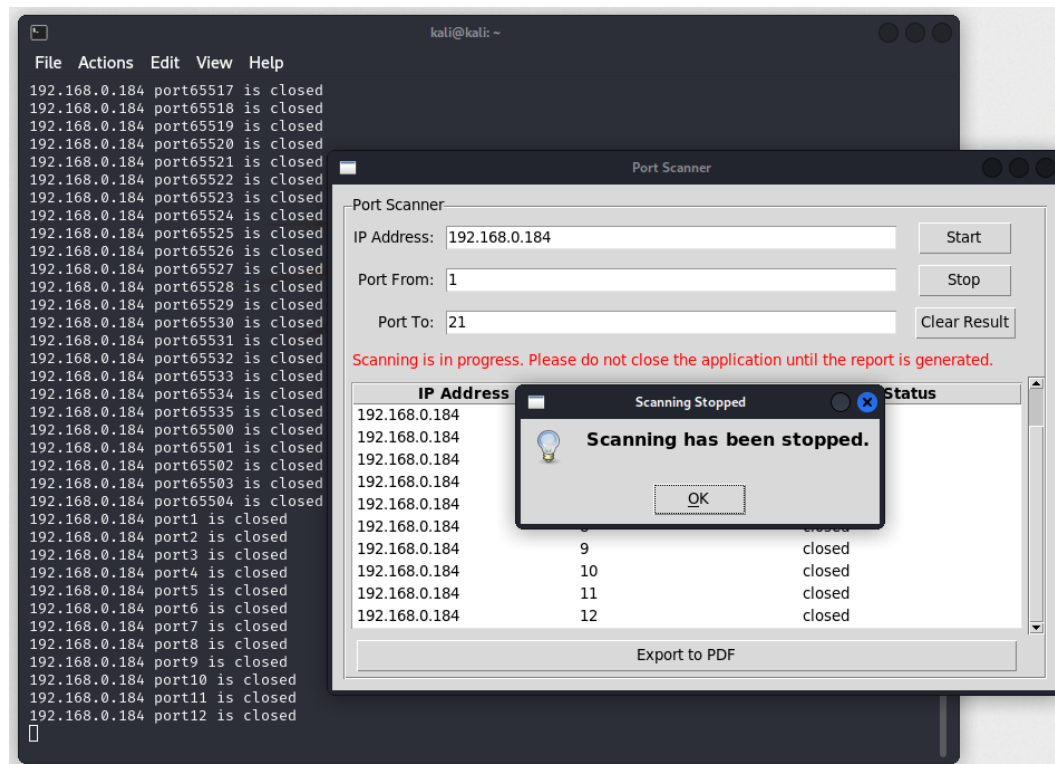 kali@kali: ~
File Actions Edit View Help
192.168.0.184 port65517 is closed
192.168.0.184 port65518 is closed
192.168.0.184 port65519 is closed
192.168.0.184 port65520 is closed
192.168.0.184 port65521 is closed
192.168.0.184 port65522 is closed
192.168.0.184 port65523 is closed
192.168.0.184 port65524 is closed
192.168.0.184 port65525 is closed
192.168.0.184 port65526 is closed
192.168.0.184 port65527 is closed
192.168.0.184 port65528 is closed
192.168.0.184 port65529 is closed
192.168.0.184 port65530 is closed
192.168.0.184 port65531 is closed
192.168.0.184 port65532 is closed
192.168.0.184 port65533 is closed
192.168.0.184 port65534 is closed
192.168.0.184 port65535 is closed
192.168.0.184 port65500 is closed
192.168.0.184 port65501 is closed
192.168.0.184 port65502 is closed
192.168.0.184 port65503 is closed
192.168.0.184 port65504 is closed
192.168.0.184 port1 is closed
192.168.0.184 port2 is closed
192.168.0.184 port3 is closed
192.168.0.184 port4 is closed
192.168.0.184 port5 is closed
192.168.0.184 port6 is closed
192.168.0.184 port7 is closed
192.168.0.184 port8 is closed
192.168.0.184 port9 is closed
192.168.0.184 port10 is closed
192.168.0.184 port11 is closed
192.168.0.184 port12 is closed
Port Scanner
Port Scanner
IP Address: 192.168.0.184 Start
Port From: 1 Stop
Port To: 21 Clear Result
Scanning is in progress. Please do not close the application until the report is generated.
IP Address Status
192.168.0.184
192.168.0.184
192.168.0.184
192.168.0.184
192.168.0.184
192.168.0.184 closed
192.168.0.184 9 closed
192.168.0.184 10 closed
192.168.0.184 11 closed
192.168.0.184 12 closed
Scanning Stopped
Scanning has been stopped.
OK
Export to PDF